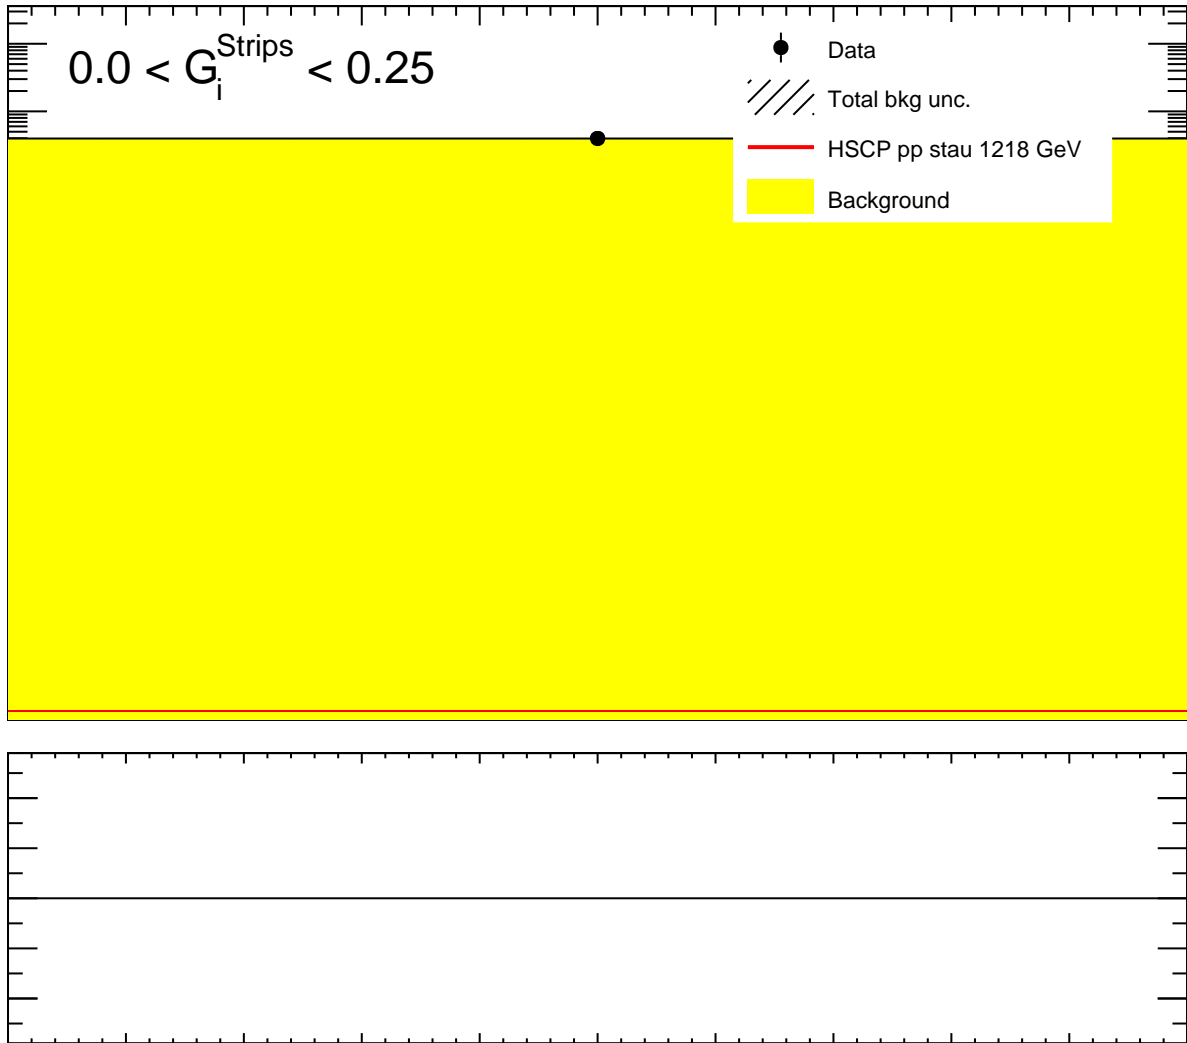 0.0 < G_i^Strips < 0.25
Data
Total bkg unc.
HSCP pp stau 1218 GeV
Background